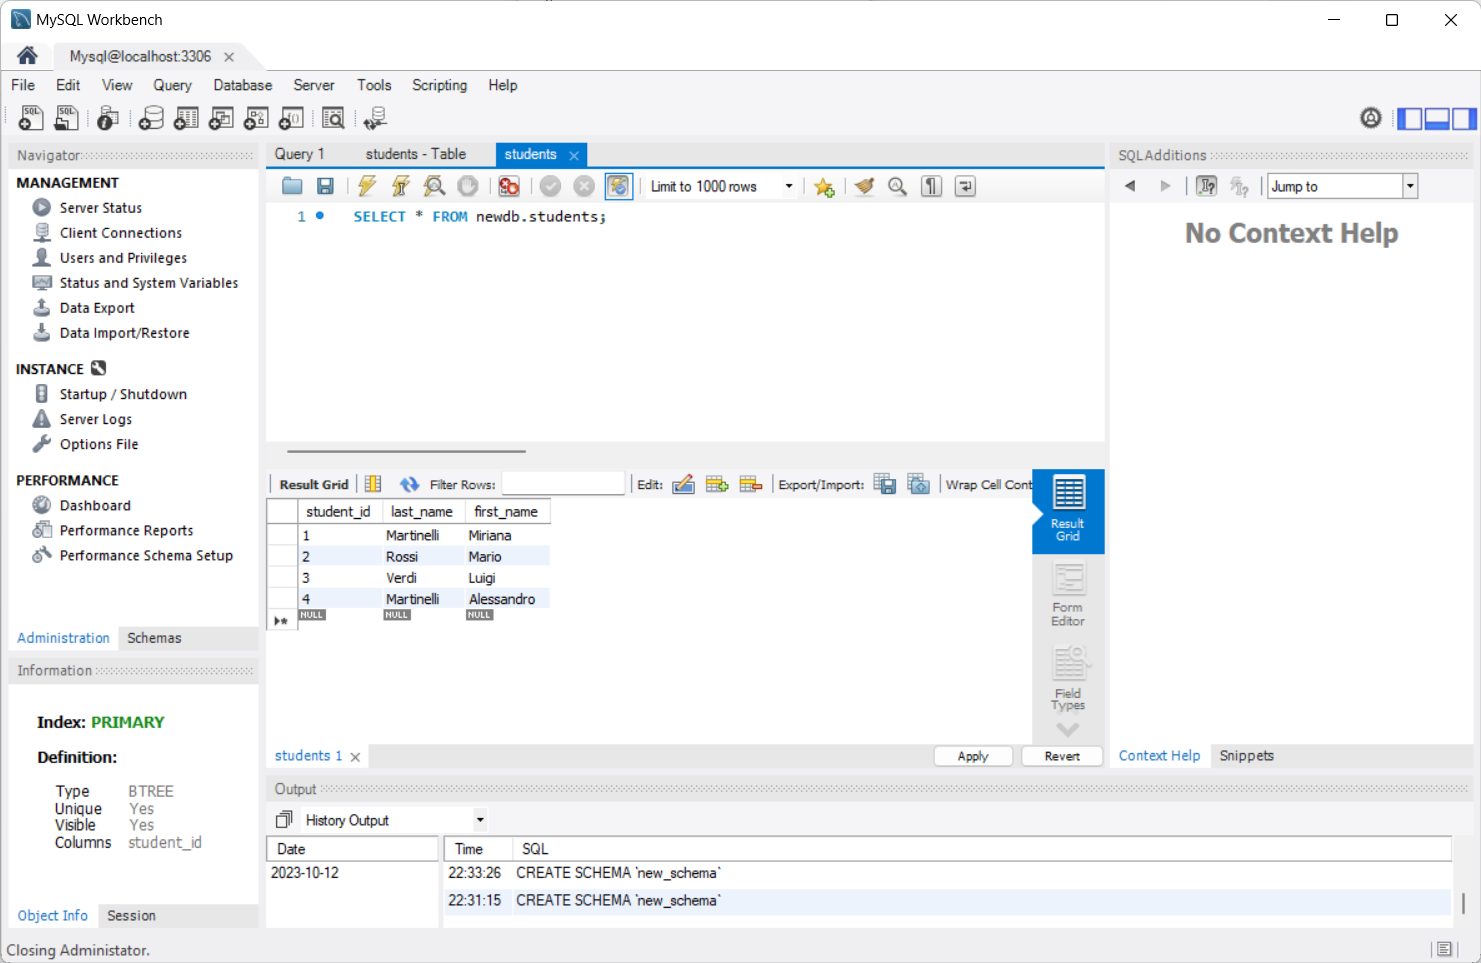 MySQL Workbench
Mysql@localhost:3306
File Edit View Query Database Server Tools Scripting Help
Navigator
MANAGEMENT
Server Status
Client Connections
Users and Privileges
Status and System Variables
Data Export
Data Import/Restore
INSTANCE
Startup / Shutdown
Server Logs
Options File
PERFORMANCE
Dashboard
Performance Reports
Performance Schema Setup
Administration Schemas
Information
Index: PRIMARY
Definition:
Type BTREE
Unique Yes
Visible Yes
Columns student_id
Object Info Session
Query 1 students - Table students
Limit to 1000 rows
1 SELECT * FROM newdb.students;
Result Grid Filter Rows: Edit: Export/Import: Wrap Cell Cont
student_id last_name first_name
1 Martinelli Miriana
2 Rossi Mario
3 Verdi Luigi
4 Martinelli Alessandro
NULL NULL NULL
Result
Grid
Form
Editor
Field
Types
students 1 Apply Revert
SQLAdditions
Jump to
No Context Help
Context Help Snippets
Output
History Output
Date Time SQL
2023-10-12 22:33:26 CREATE SCHEMA `new_schema`
22:31:15 CREATE SCHEMA `new_schema`
Closing Administator.